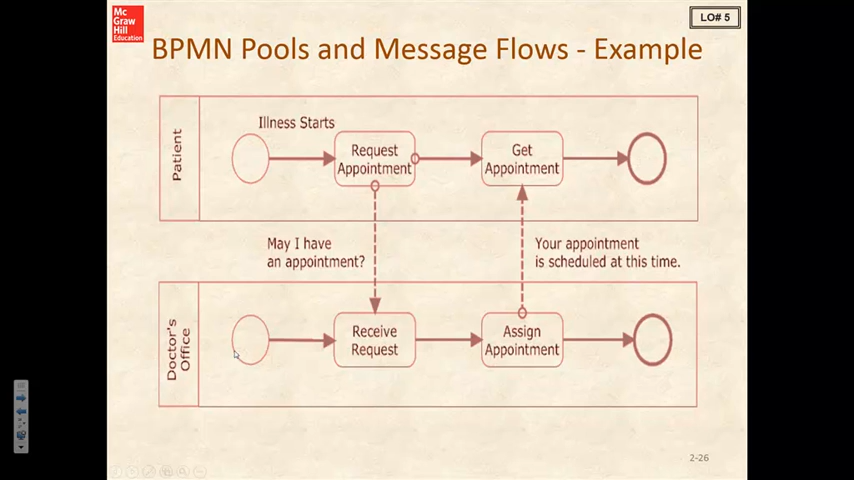 Mc
Graw
Hill
Education
LO# 5
BPMN Pools and Message Flows - Example
Patient
Illness Starts
Request
Appointment
Get
Appointment
May I have
an appointment?
Your appointment
is scheduled at this time.
Doctor's
Office
Receive
Request
Assign
Appointment
2-26